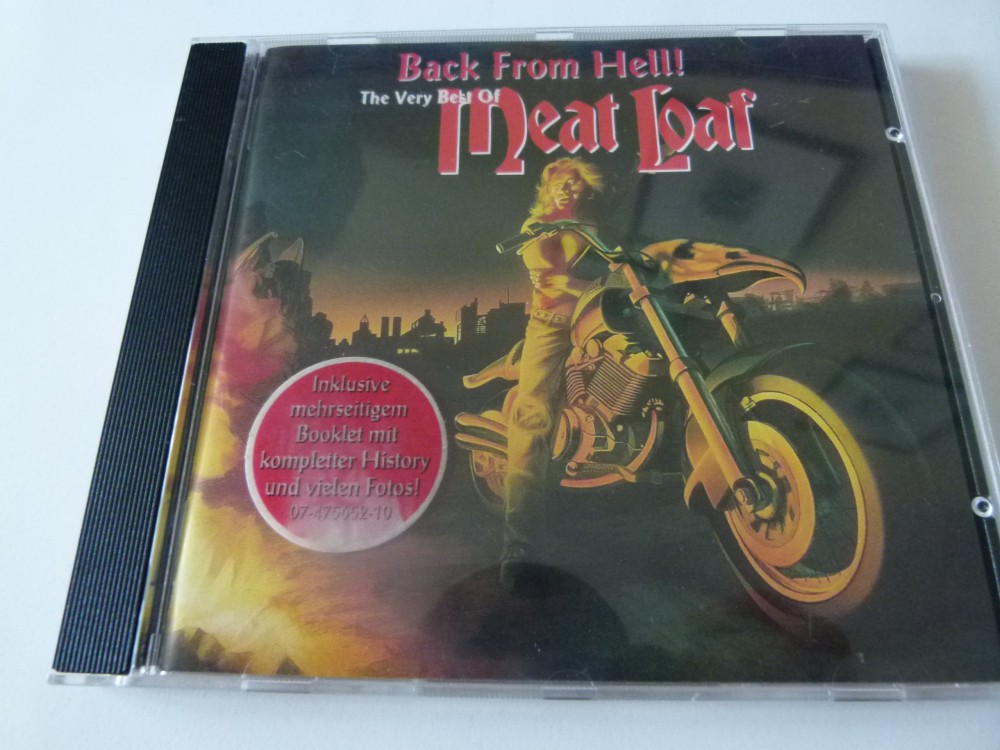 Back From Hell!
The Very Best Of
Meat Loaf
Inklusive
mehrseitigem
Booklet mit
kompletter History
und vielen Fotos!
07-475052-10